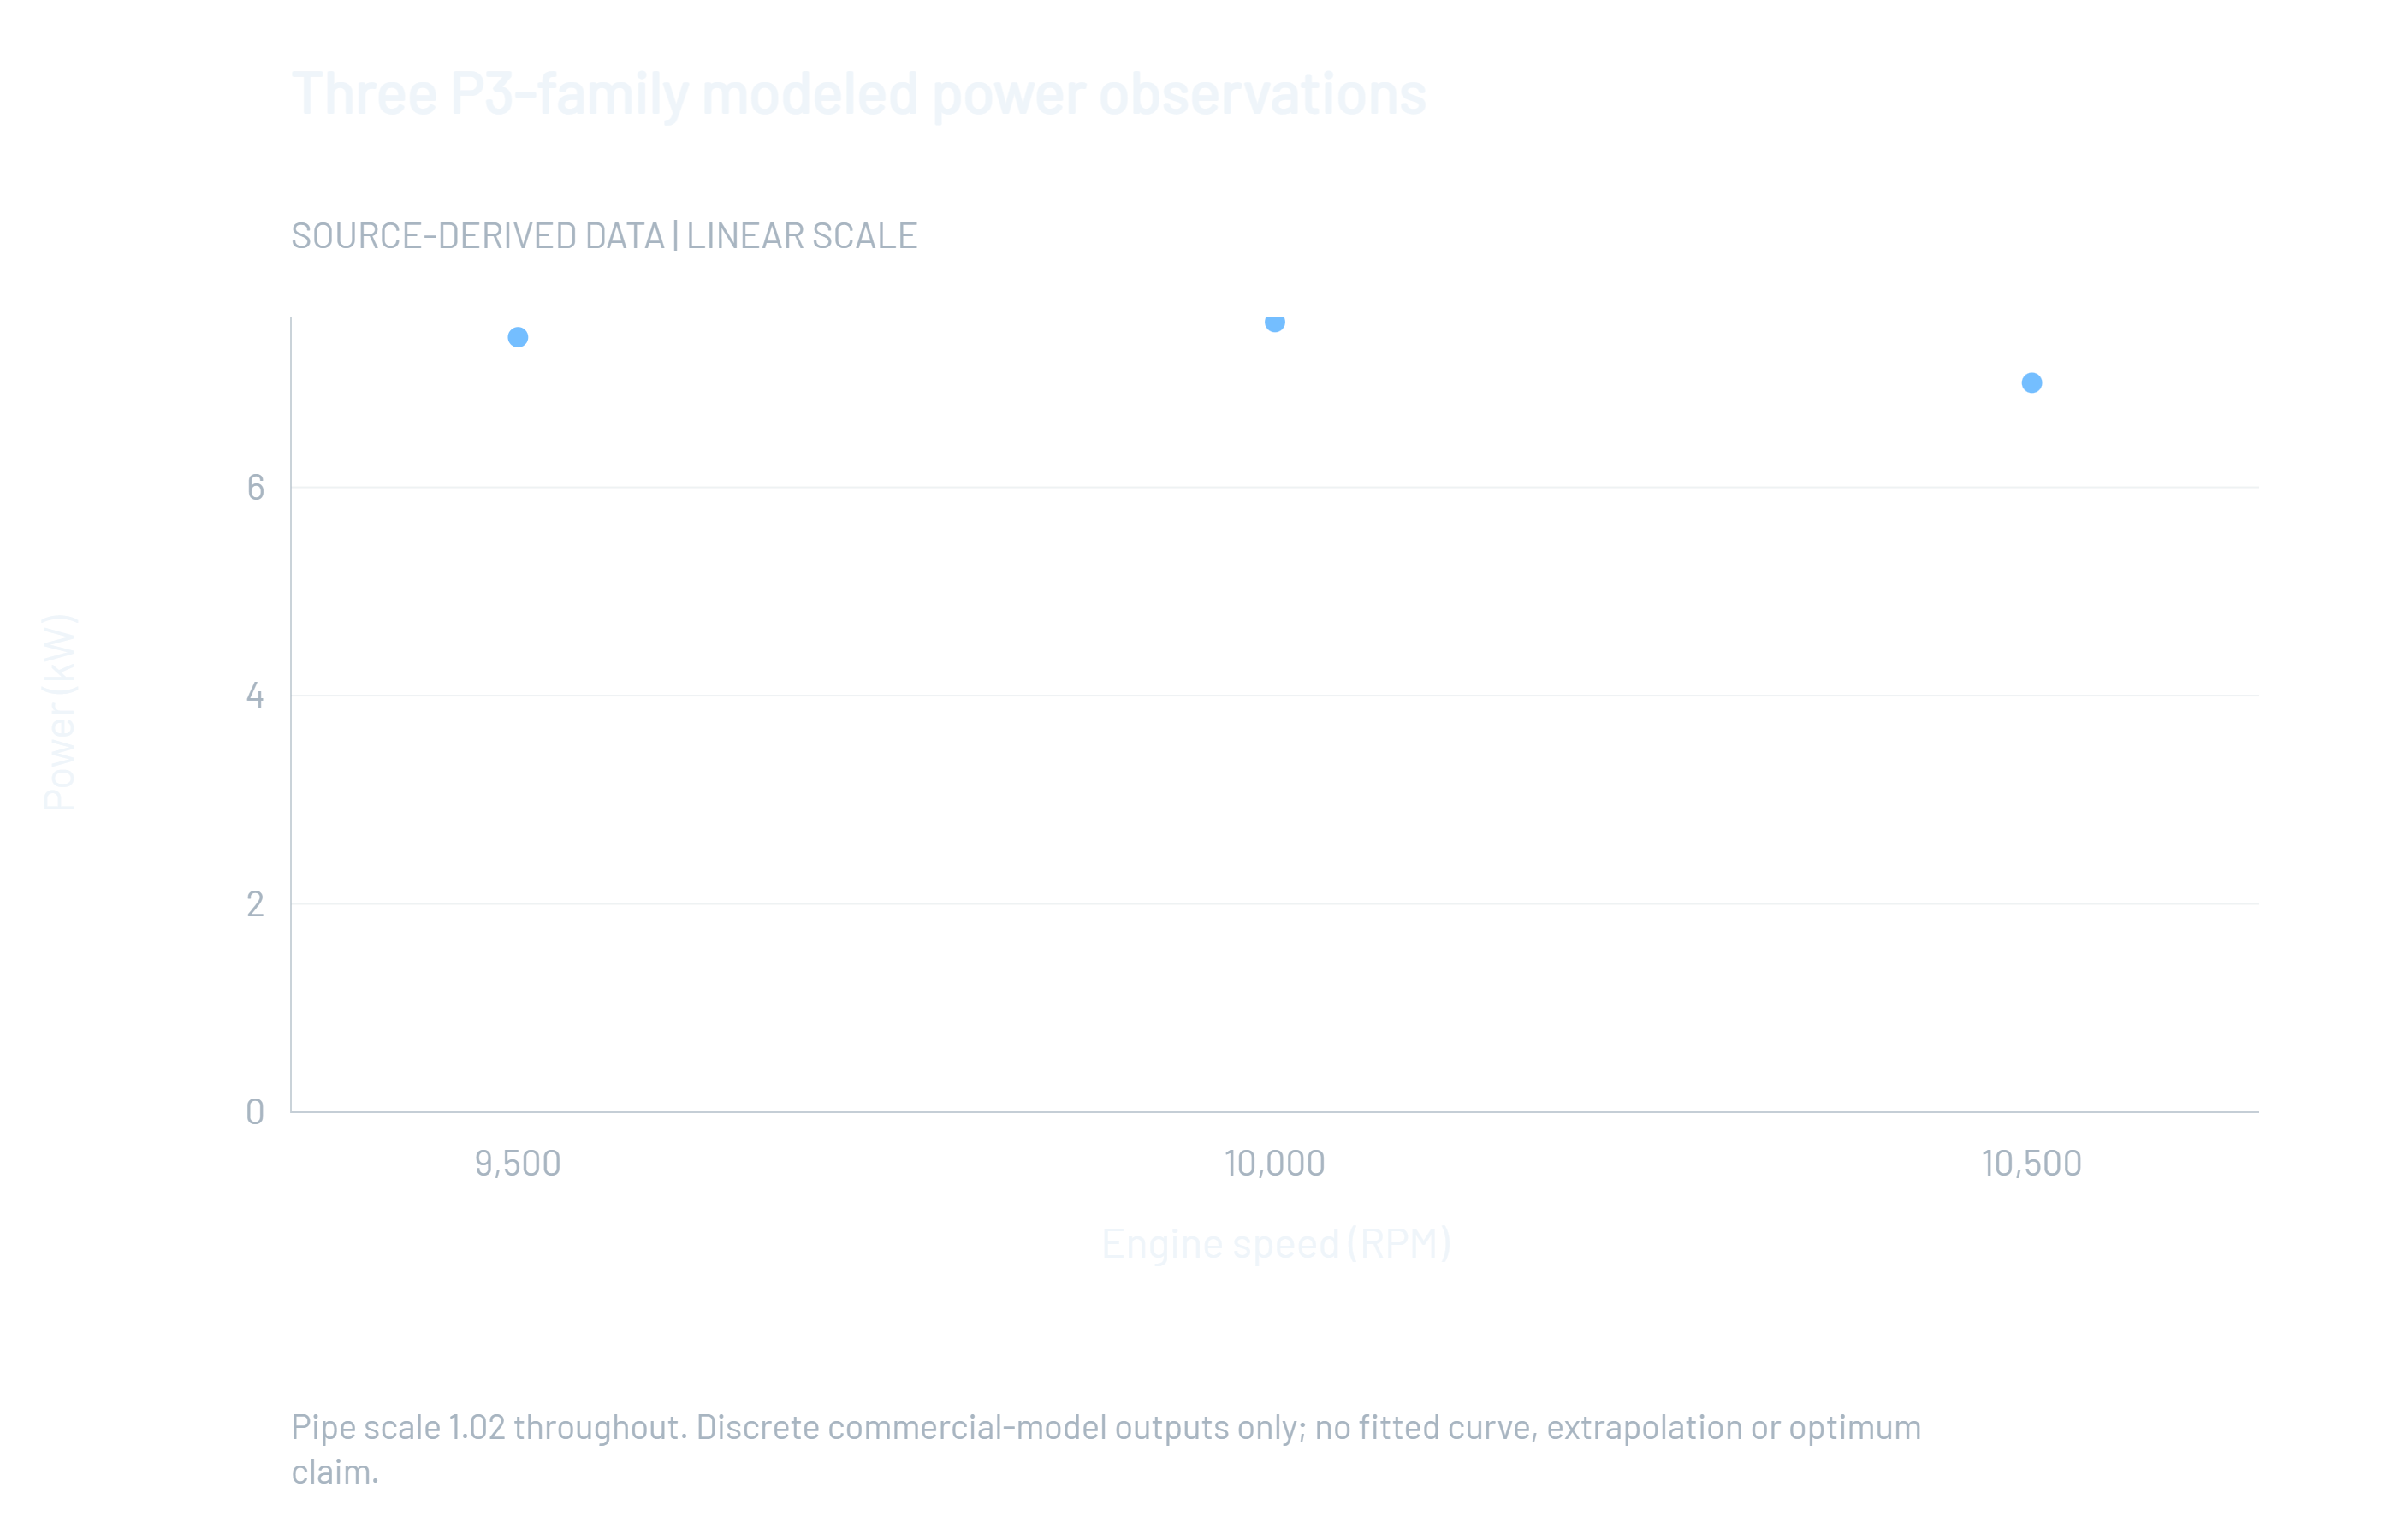 Three P3-family modeled power observations
SOURCE-DERIVED DATA | LINEAR SCALE
6
4
2
0
Power (kW)
9,500
10,000
10,500
Engine speed (RPM)
Pipe scale 1.02 throughout. Discrete commercial-model outputs only; no fitted curve, extrapolation or optimum
claim.